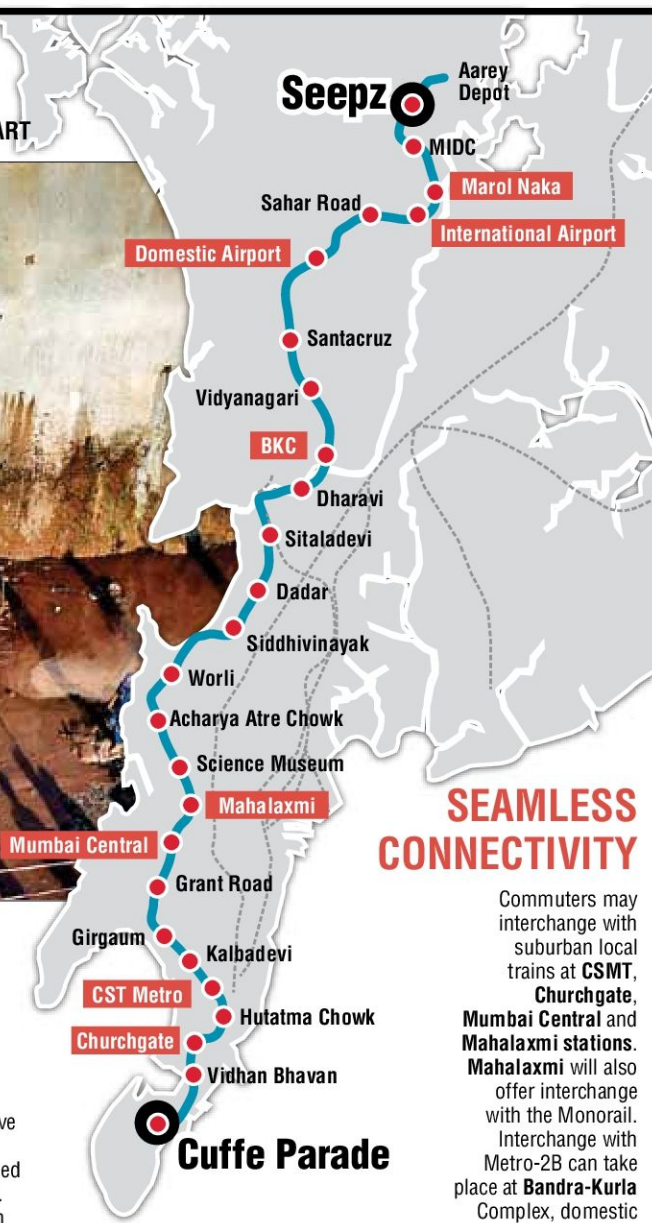 ART
Seepz
Aarey
Depot
MIDC
Marol Naka
Sahar Road
International Airport
Domestic Airport
Santacruz
Vidyanagari
BKC
Dharavi
Sitaladevi
Dadar
Siddhivinayak
Worli
Acharya Atre Chowk
Science Museum
Mahalaxmi
Mumbai Central
Grant Road
Girgaum
Kalbadevi
CST Metro
Hutatma Chowk
Churchgate
Vidhan Bhavan
Cuffe Parade
SEAMLESS
CONNECTIVITY
Commuters may
interchange with
suburban local
trains at CSMT,
Churchgate,
Mumbai Central and
Mahalaxmi stations.
Mahalaxmi will also
offer interchange
with the Monorail.
Interchange with
Metro-2B can take
place at Bandra-Kurla
Complex, domestic
ve
ed